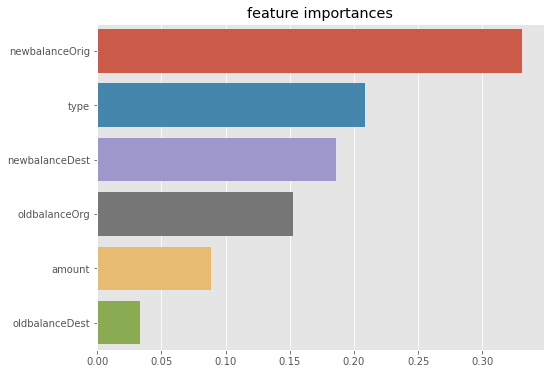 feature importances
newbalanceOrig
type
newbalanceDest
oldbalanceOrg
amount
oldbalanceDest
0.00 0.05 0.10 0.15 0.20 0.25 0.30